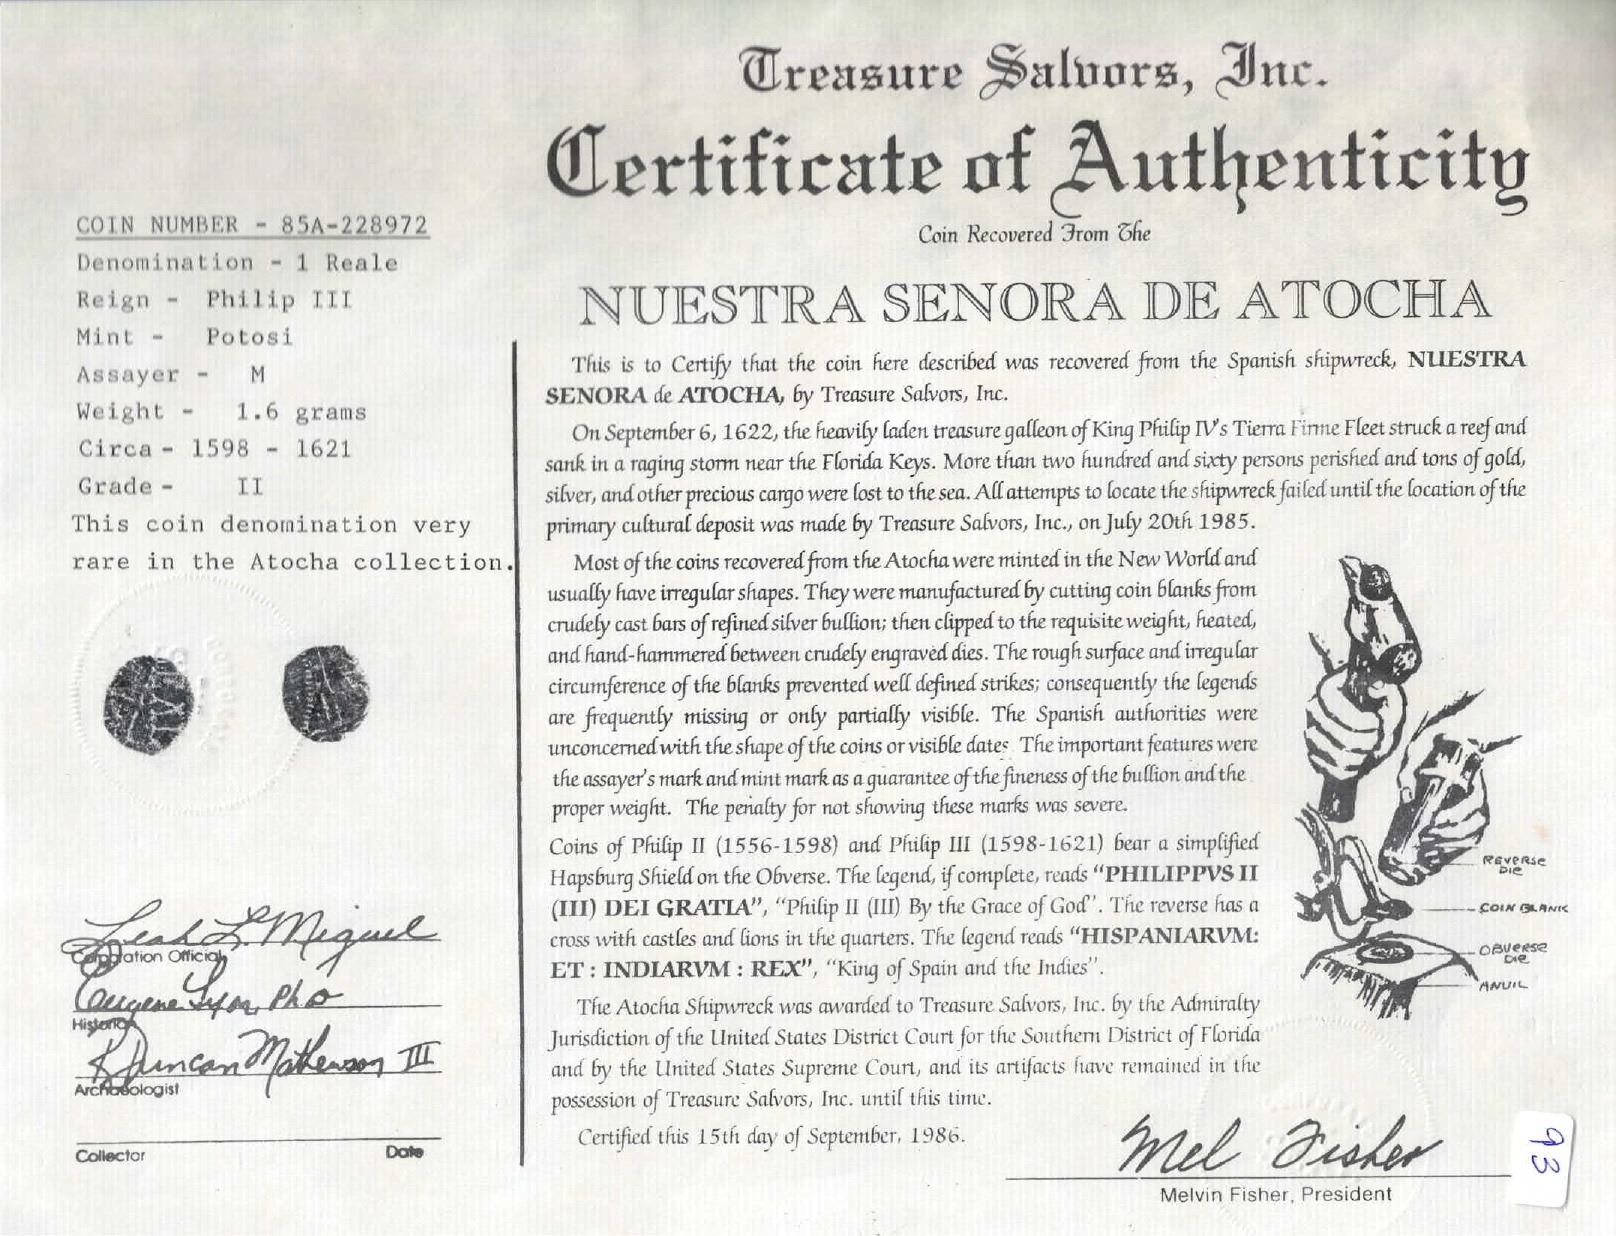 Treasure Salvors, Inc.
Certificate of Authenticity
Coin Recovered From The
NUESTRA SENORA DE ATOCHA
COIN NUMBER - 85A-228972
Denomination - 1 Reale
Reign - Philip III
Mint - Potosi
Assayer - M
Weight - 1.6 grams
Circa - 1598 - 1621
Grade - II
This coin denomination very
rare in the Atocha collection.
This is to Certify that the coin here described was recovered from the Spanish shipwreck, NUESTRA
SENORA de ATOCHA, by Treasure Salvors, Inc.
On September 6, 1622, the heavily laden treasure galleon of King Philip IV's Tierra Firme Fleet struck a reef and
sank in a raging storm near the Florida Keys. More than two hundred and sixty persons perished and tons of gold,
silver, and other precious cargo were lost to the sea. All attempts to locate the shipwreck failed until the location of the
primary cultural deposit was made by Treasure Salvors, Inc., on July 20th 1985.
Most of the coins recovered from the Atocha were minted in the New World and
usually have irregular shapes. They were manufactured by cutting coin blanks from
crudely cast bars of refined silver bullion; then clipped to the requisite weight, heated,
and hand-hammered between crudely engraved dies. The rough surface and irregular
circumference of the blanks prevented well defined strikes; consequently the legends
are frequently missing or only partially visible. The Spanish authorities were
unconcerned with the shape of the coins or visible dates. The important features were
the assayer's mark and mint mark as a guarantee of the fineness of the bullion and the
proper weight. The penalty for not showing these marks was severe.
Coins of Philip II (1556-1598) and Philip III (1598-1621) bear a simplified
Hapsburg Shield on the Obverse. The legend, if complete, reads "PHILIPPVS II
(III) DEI GRATIA", "Philip II (III) By the Grace of God". The reverse has a
cross with castles and lions in the quarters. The legend reads "HISPANIARVM:
ET : INDIARVM : REX", "King of Spain and the Indies".
The Atocha Shipwreck was awarded to Treasure Salvors, Inc. by the Admiralty
Jurisdiction of the United States District Court for the Southern District of Florida
and by the United States Supreme Court, and its artifacts have remained in the
possession of Treasure Salvors, Inc. until this time.
Certified this 15th day of September, 1986.
REVERSE
DIE
COIN BLANK
OBVERSE
DIE
ANVIL
Leah L. Miguel
Corporation Official
Eugene Lyon, PhD
Historian
R Duncan Mathewson III
Archaeologist
Collector Date
Mel Fisher
Melvin Fisher, President
93